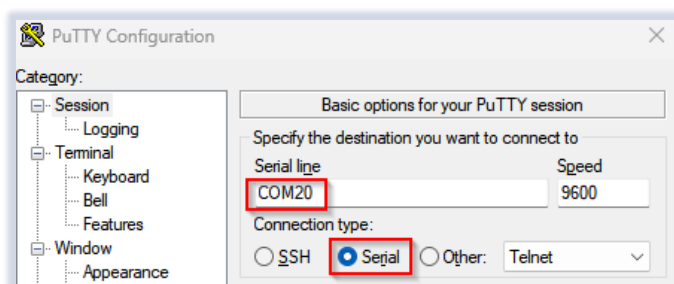 PuTTY Configuration
Category:
Session
Logging
Terminal
Keyboard
Bell
Features
Window
Appearance
Basic options for your PuTTY session
Specify the destination you want to connect to
Serial line Speed
COM20 9600
Connection type:
SSH Serial Other: Telnet